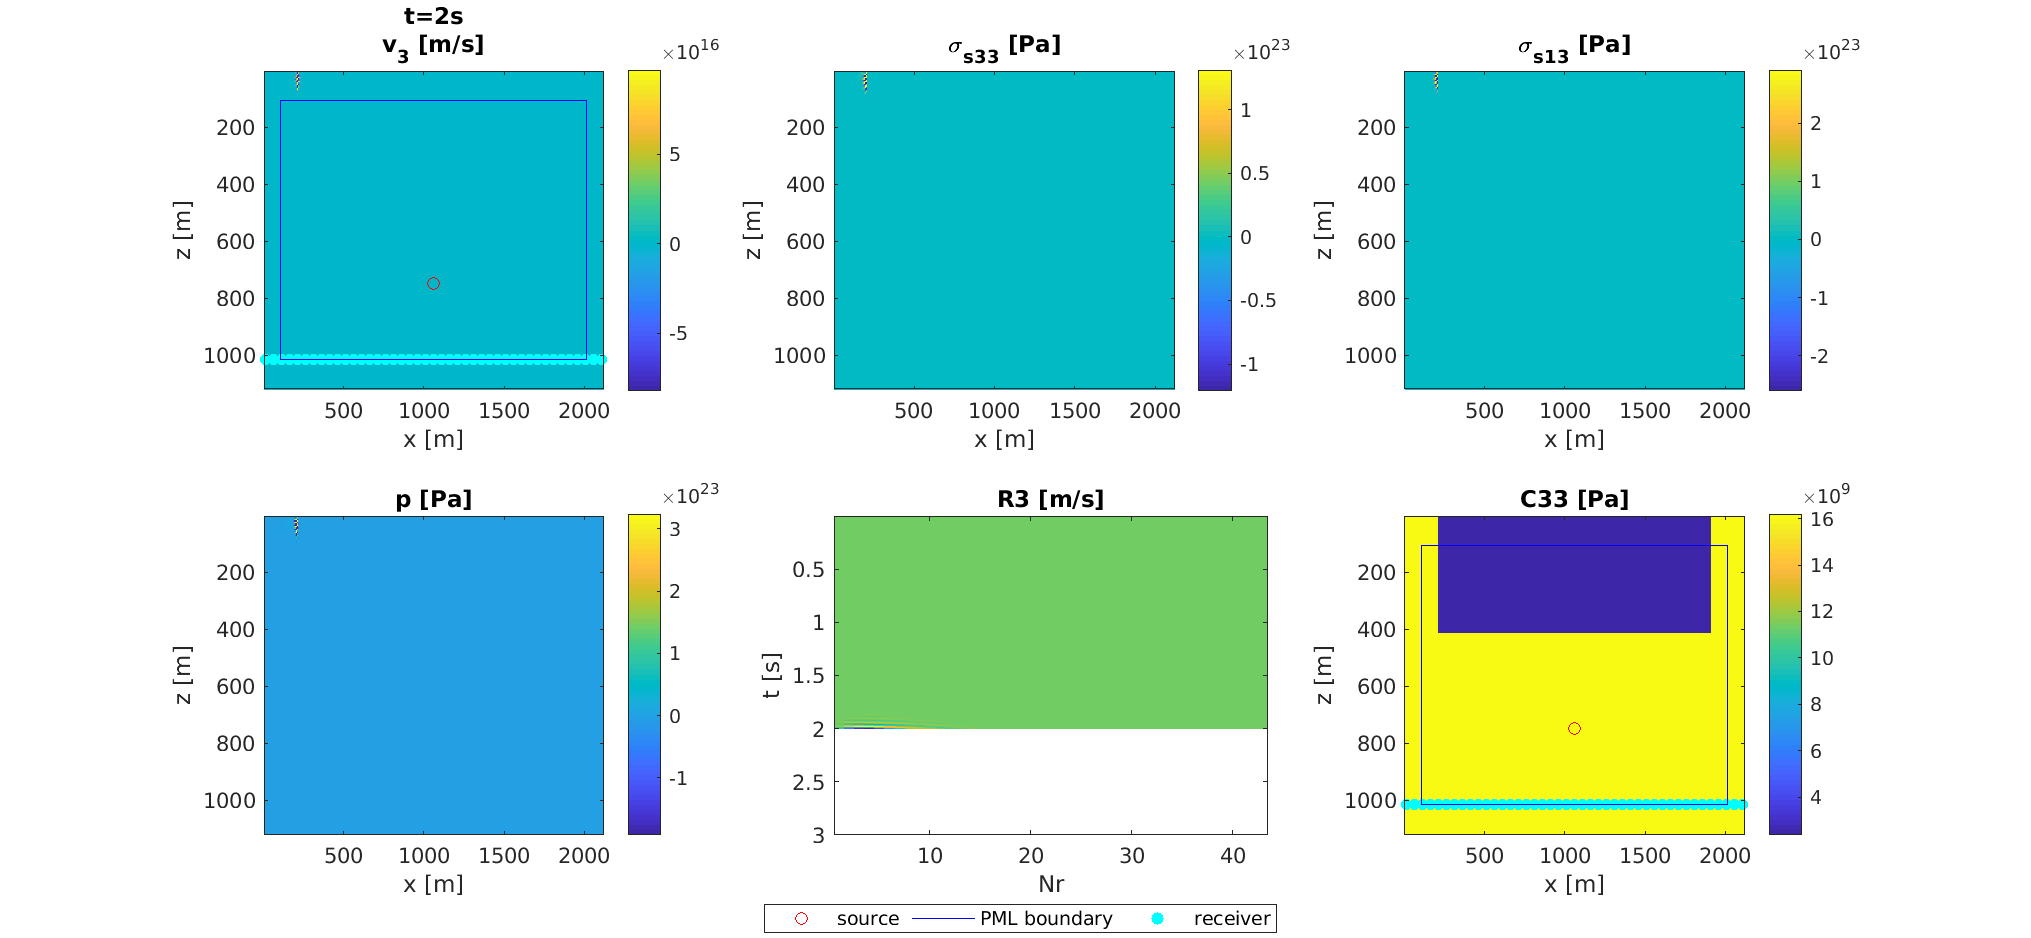 t=2s
v3 [m/s]
×10^16
5
0
-5
200
400
600
800
1000
z [m]
500 1000 1500 2000
x [m]
σs33 [Pa]
×10^23
1
0.5
0
-0.5
-1
200
400
600
800
1000
z [m]
500 1000 1500 2000
x [m]
σs13 [Pa]
×10^23
2
1
0
-1
-2
200
400
600
800
1000
z [m]
500 1000 1500 2000
x [m]
p [Pa]
×10^23
3
2
1
0
-1
200
400
600
800
1000
z [m]
500 1000 1500 2000
x [m]
R3 [m/s]
0.5
1
1.5
2
2.5
3
t [s]
10 20 30 40
Nr
C33 [Pa]
×10^9
16
14
12
10
8
6
4
200
400
600
800
1000
z [m]
500 1000 1500 2000
x [m]
source PML boundary receiver